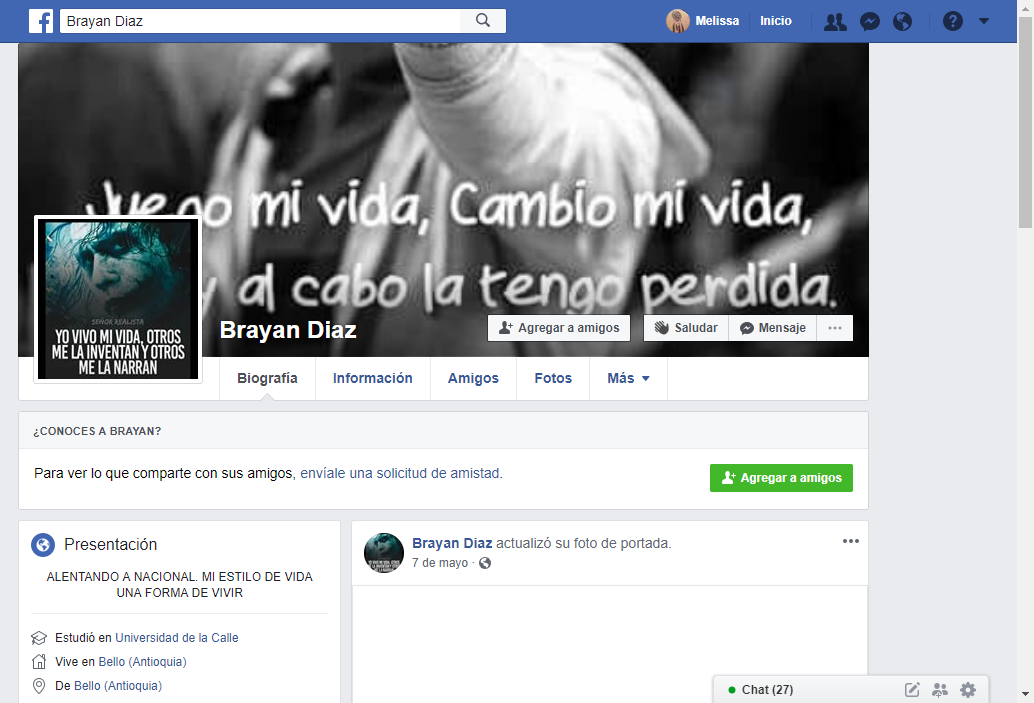 Brayan Diaz
Melissa
Inicio
mi vida, Cambio mi vida,
y al cabo la tengo perdida.
SEÑOR REALISTA
YO VIVO MI VIDA, OTROS
ME LA INVENTAN Y OTROS
ME LA NARRAN
Brayan Diaz
Agregar a amigos
Saludar
Mensaje
Biografía
Información
Amigos
Fotos
Más
¿CONOCES A BRAYAN?
Para ver lo que comparte con sus amigos, envíale una solicitud de amistad.
Agregar a amigos
Presentación
ALENTANDO A NACIONAL. MI ESTILO DE VIDA
UNA FORMA DE VIVIR
Estudió en Universidad de la Calle
Vive en Bello (Antioquia)
De Bello (Antioquia)
Brayan Diaz actualizó su foto de portada.
7 de mayo ·
Chat (27)